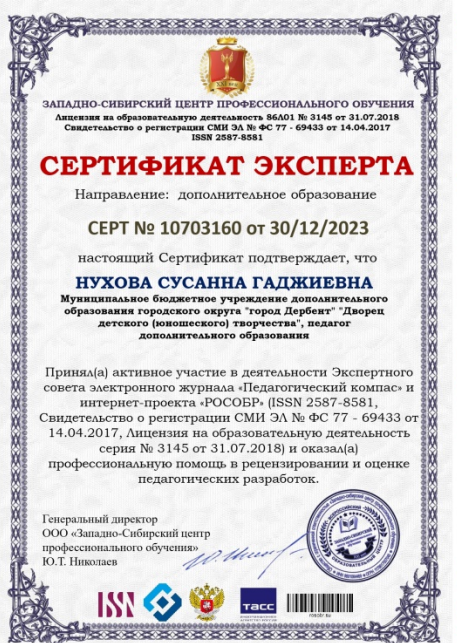 ЗАПАДНО-СИБИРСКИЙ ЦЕНТР ПРОФЕССИОНАЛЬНОГО ОБУЧЕНИЯ
Лицензия на образовательную деятельность 86Л01 № 3145 от 31.07.2018
Свидетельство о регистрации СМИ ЭЛ № ФС 77 - 69433 от 14.04.2017
ISSN 2587-8581
СЕРТИФИКАТ ЭКСПЕРТА
Направление: дополнительное образование
СЕРТ № 10703160 от 30/12/2023
настоящий Сертификат подтверждает, что
НУХОВА СУСАННА ГАДЖИЕВНА
Муниципальное бюджетное учреждение дополнительного
образования городского округа "город Дербент" "Дворец
детского (юношеского) творчества", педагог
дополнительного образования
Принял(а) активное участие в деятельности Экспертного
совета электронного журнала «Педагогический компас» и
интернет-проекта «РОСОБР» (ISSN 2587-8581,
Свидетельство о регистрации СМИ ЭЛ № ФС 77 - 69433 от
14.04.2017, Лицензия на образовательную деятельность
серия № 3145 от 31.07.2018) и оказал(а)
профессиональную помощь в рецензировании и оценке
педагогических разработок.
Генеральный директор
ООО «Западно-Сибирский центр
профессионального обучения»
Ю.Т. Николаев
ISSN
ТАСС